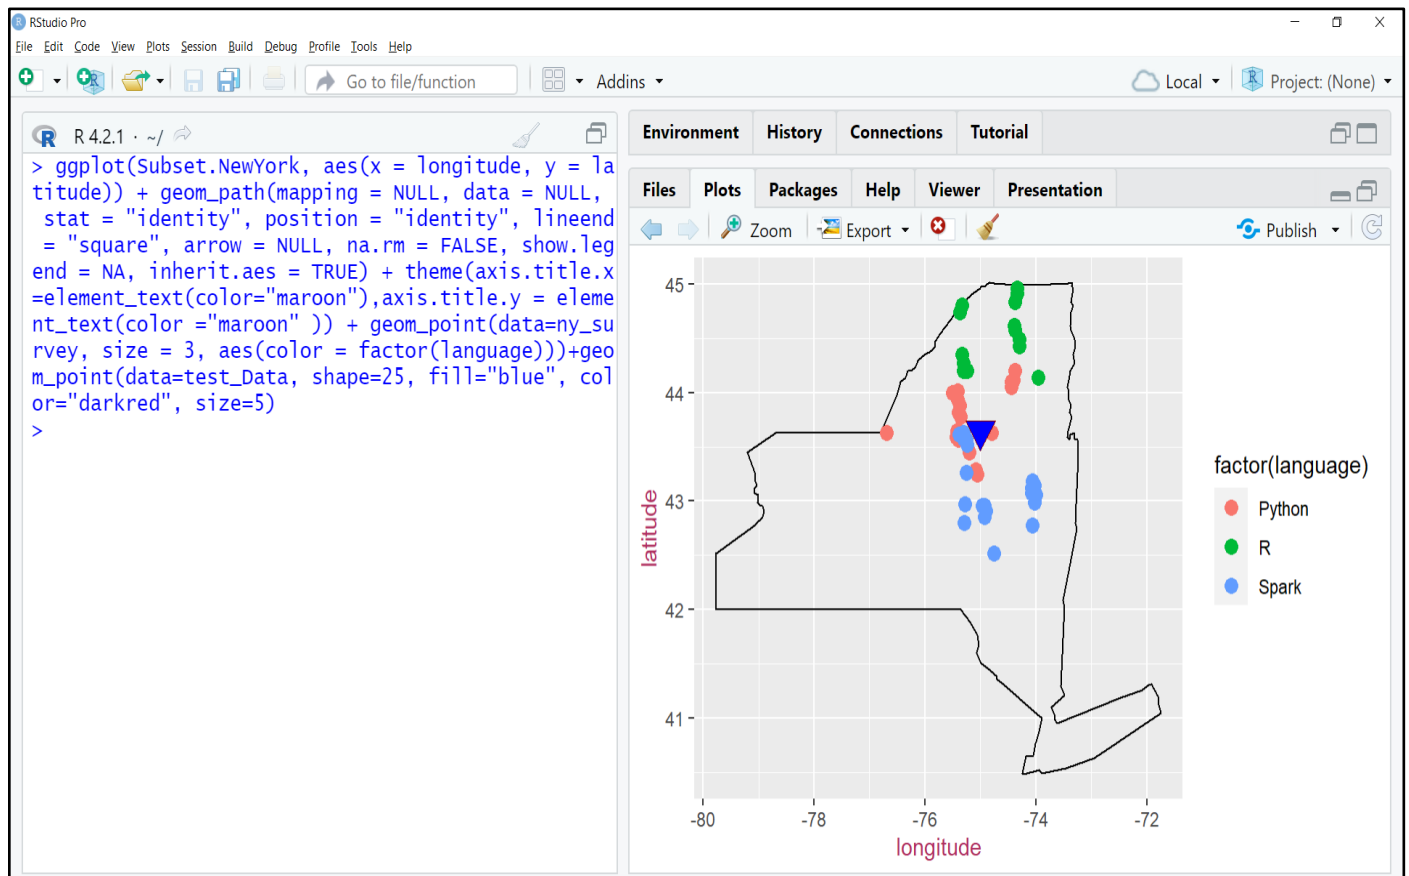 RStudio Pro
File Edit Code View Plots Session Build Debug Profile Tools Help
Go to file/function Addins Local Project: (None)
R 4.2.1 · ~/
> ggplot(Subset.NewYork, aes(x = longitude, y = la
titude)) + geom_path(mapping = NULL, data = NULL,
stat = "identity", position = "identity", lineend
= "square", arrow = NULL, na.rm = FALSE, show.leg
end = NA, inherit.aes = TRUE) + theme(axis.title.x
=element_text(color="maroon"),axis.title.y = eleme
nt_text(color ="maroon" )) + geom_point(data=ny_su
rvey, size = 3, aes(color = factor(language)))+geo
m_point(data=test_Data, shape=25, fill="blue", col
or="darkred", size=5)
>
Environment History Connections Tutorial
Files Plots Packages Help Viewer Presentation
Zoom Export Publish
45
44
43
42
41
latitude
-80 -78 -76 -74 -72
longitude
factor(language)
Python
R
Spark